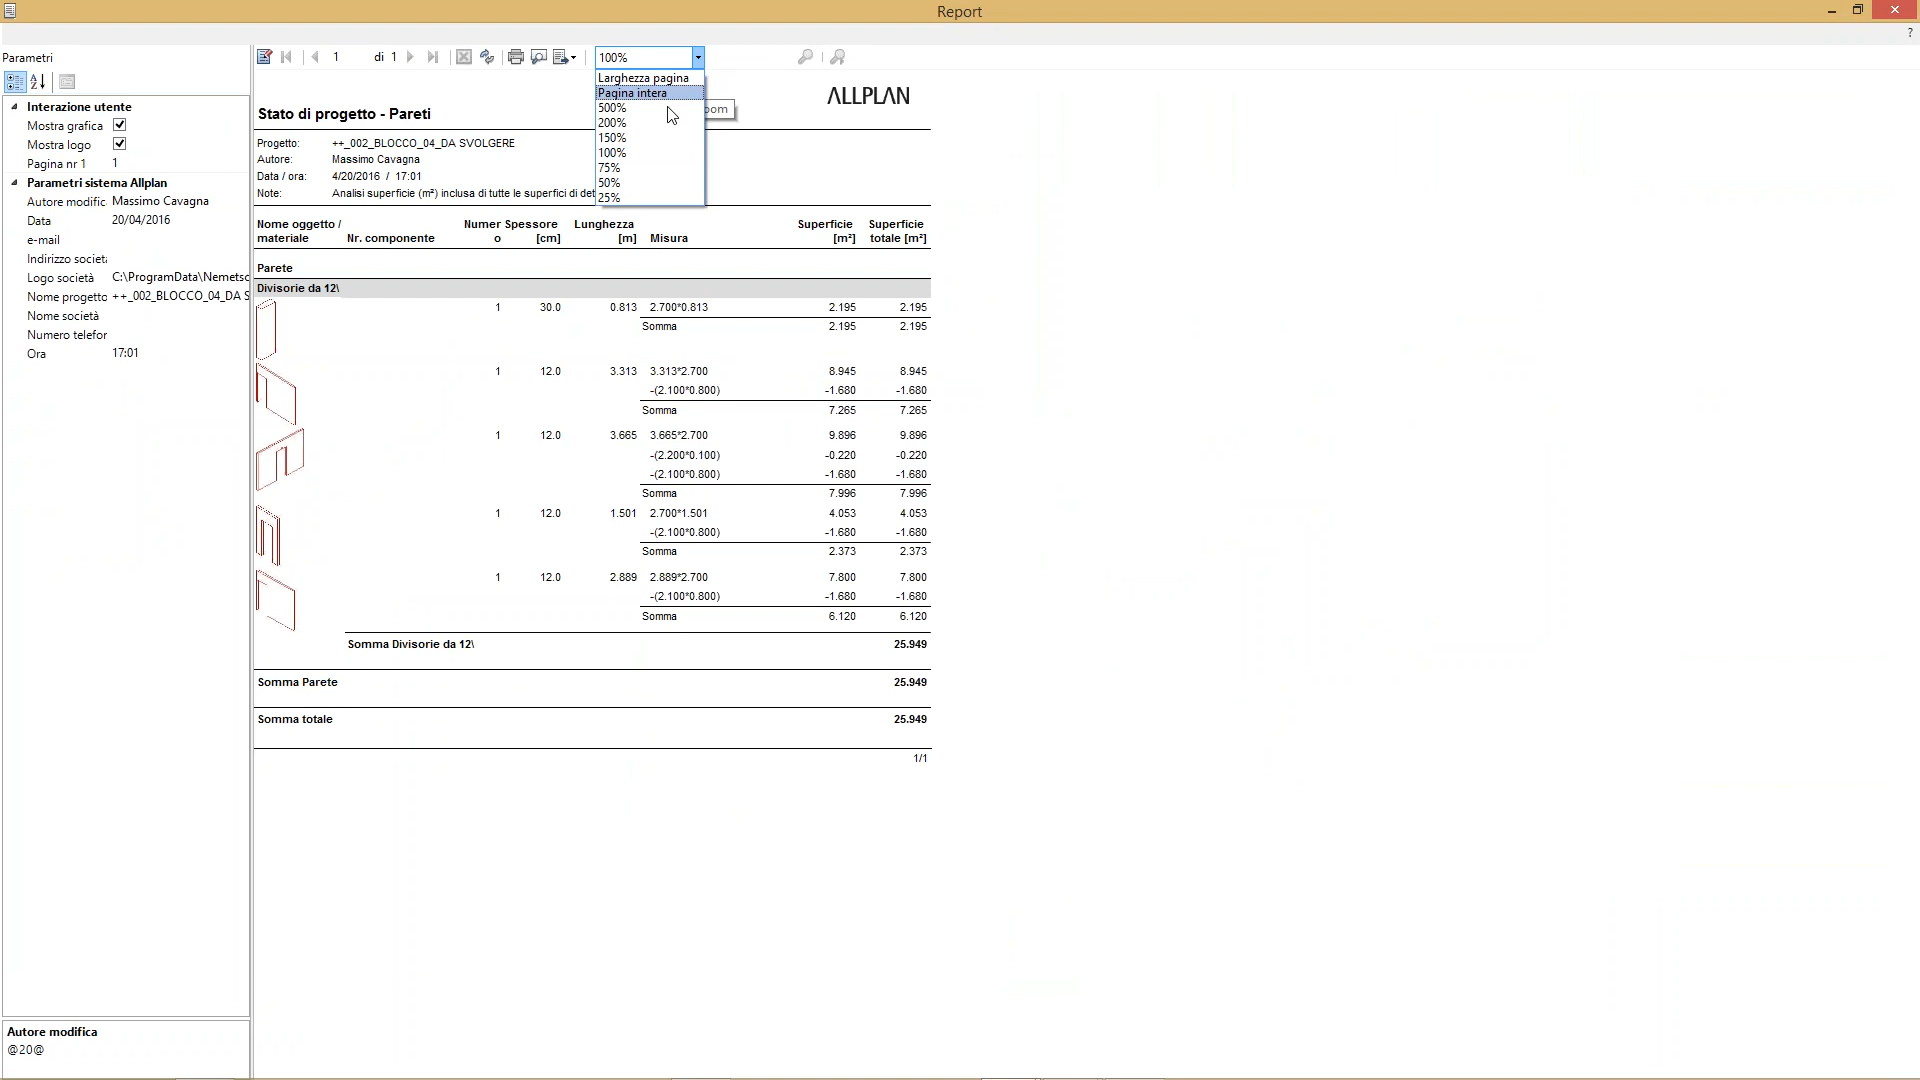 Report
?
Parametri
1 di 1
100%
Larghezza pagina
Pagina intera
500%
200%
150%
100%
75%
50%
25%
Interazione utente
Mostra grafica
Mostra logo
Pagina nr 1 1
Parametri sistema Allplan
Autore modific Massimo Cavagna
Data 20/04/2016
e-mail
Indirizzo societ
Logo società C:\ProgramData\Nemetsc
Nome progetto ++_002_BLOCCO_04_DA S
Nome società
Numero telefor
Ora 17:01
Autore modifica
@20@
ALLPLAN
Stato di progetto - Pareti
Progetto: ++_002_BLOCCO_04_DA SVOLGERE
Autore: Massimo Cavagna
Data / ora: 4/20/2016 / 17:01
Note: Analisi superficie (m²) inclusa di tutte le superfici di det
Nome oggetto / Numer Spessore Lunghezza Superficie Superficie
materiale Nr. componente o [cm] [m] Misura [m²] totale [m²]
Parete
Divisorie da 12\
1 30.0 0.813 2.700*0.813 2.195 2.195
Somma 2.195 2.195
1 12.0 3.313 3.313*2.700 8.945 8.945
-(2.100*0.800) -1.680 -1.680
Somma 7.265 7.265
1 12.0 3.665 3.665*2.700 9.896 9.896
-(2.200*0.100) -0.220 -0.220
-(2.100*0.800) -1.680 -1.680
Somma 7.996 7.996
1 12.0 1.501 2.700*1.501 4.053 4.053
-(2.100*0.800) -1.680 -1.680
Somma 2.373 2.373
1 12.0 2.889 2.889*2.700 7.800 7.800
-(2.100*0.800) -1.680 -1.680
Somma 6.120 6.120
Somma Divisorie da 12\ 25.949
Somma Parete 25.949
Somma totale 25.949
1/1